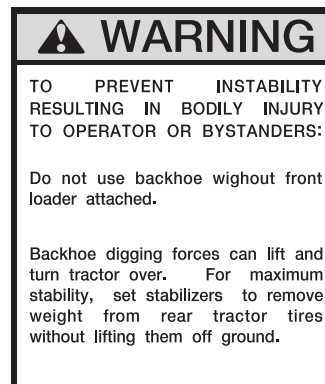 WARNING
TO PREVENT INSTABILITY
RESULTING IN BODILY INJURY
TO OPERATOR OR BYSTANDERS:
Do not use backhoe wighout front
loader attached.
Backhoe digging forces can lift and
turn tractor over. For maximum
stability, set stabilizers to remove
weight from rear tractor tires
without lifting them off ground.